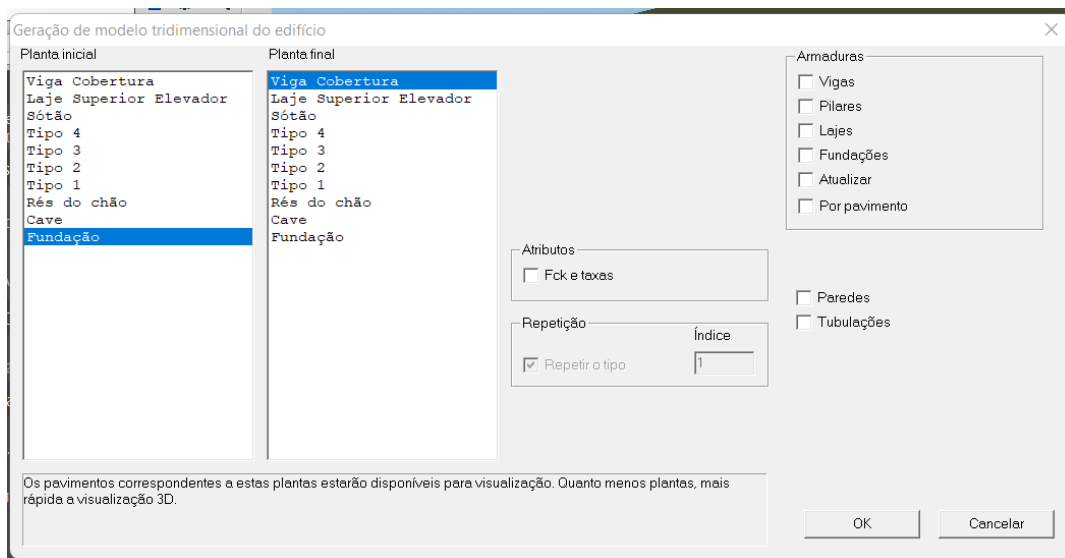 Geração de modelo tridimensional do edifício
Planta inicial
Viga Cobertura
Laje Superior Elevador
Sótão
Tipo 4
Tipo 3
Tipo 2
Tipo 1
Rés do chão
Cave
Fundação
Planta final
Viga Cobertura
Laje Superior Elevador
Sótão
Tipo 4
Tipo 3
Tipo 2
Tipo 1
Rés do chão
Cave
Fundação
Atributos
Fck e taxas
Repetição
Índice
Repetir o tipo
1
Armaduras
Vigas
Pilares
Lajes
Fundações
Atualizar
Por pavimento
Paredes
Tubulações
Os pavimentos correspondentes a estas plantas estarão disponíveis para visualização. Quanto menos plantas, mais
rápida a visualização 3D.
OK
Cancelar